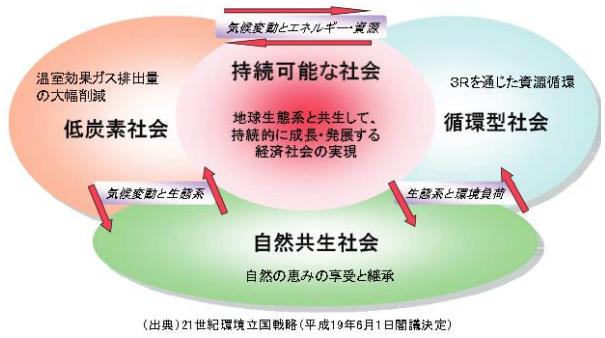 気候変動とエネルギー・資源
持続可能な社会
地球生態系と共生して、
持続的に成長・発展する
経済社会の実現
温室効果ガス排出量
の大幅削減
低炭素社会
3Rを通じた資源循環
循環型社会
気候変動と生態系
生態系と環境負荷
自然共生社会
自然の恵みの享受と継承
(出典)21世紀環境立国戦略(平成19年6月1日閣議決定)